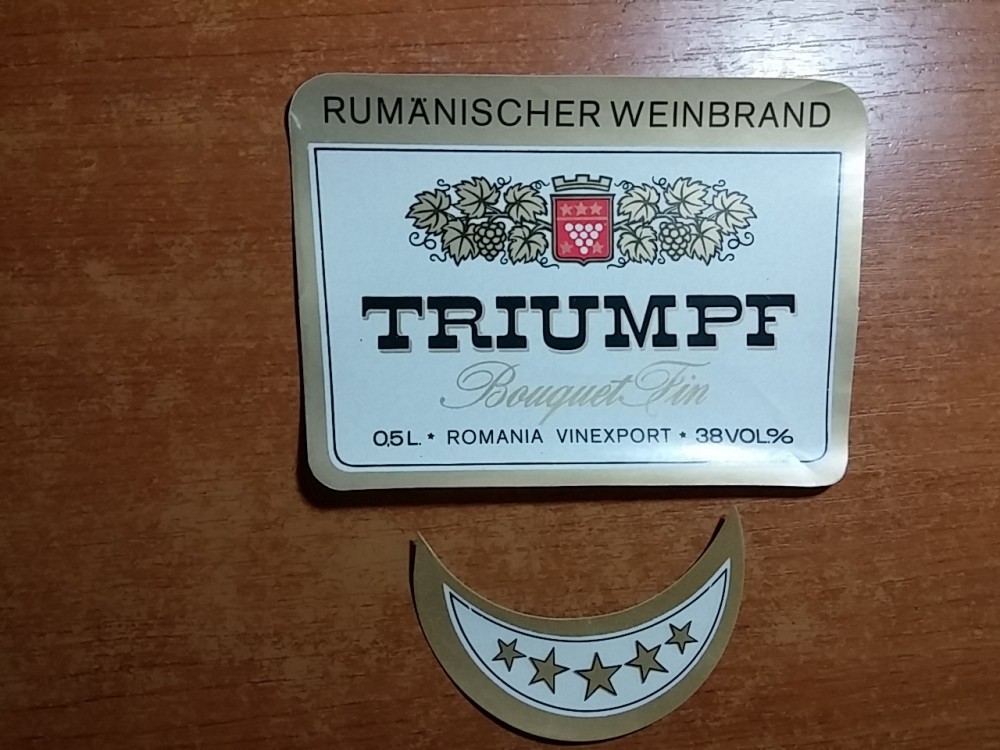 RUMÄNISCHER WEINBRAND
TRIUMPF
Bouquet Fin
0,5 L. * ROMANIA VINEXPORT * 38 VOL%